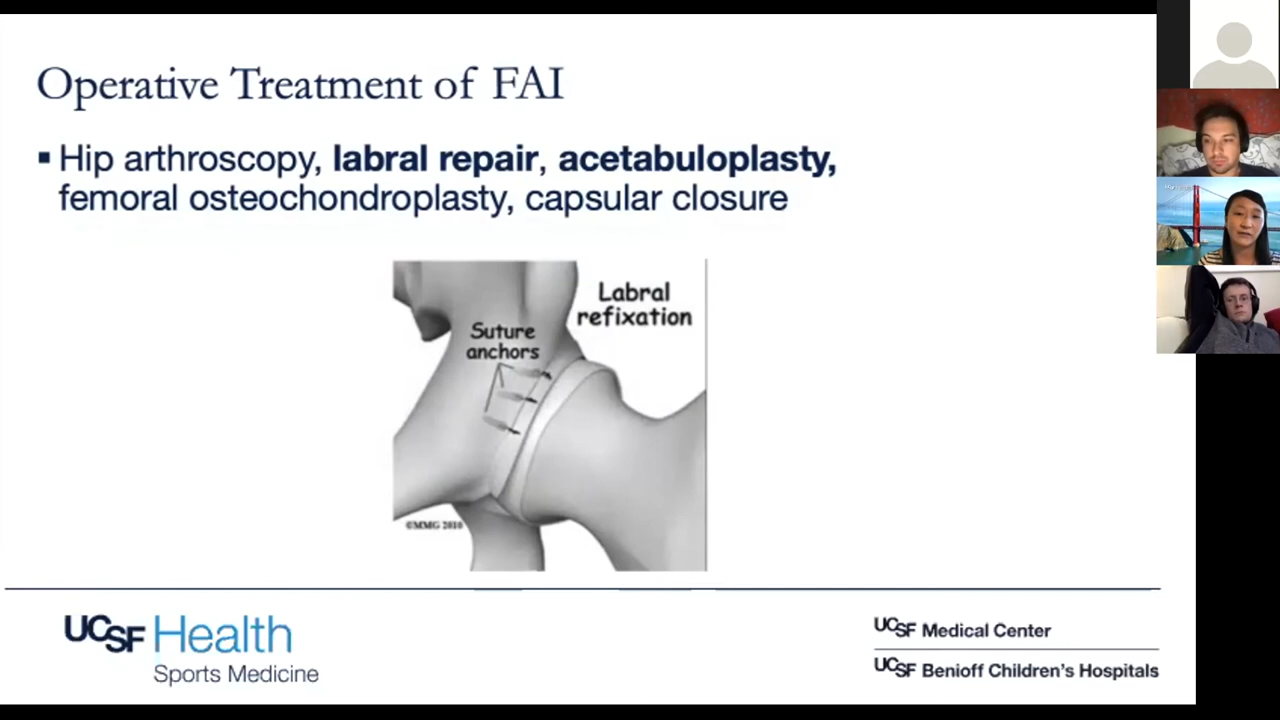 Operative Treatment of FAI
▪ Hip arthroscopy, labral repair, acetabuloplasty,
femoral osteochondroplasty, capsular closure
Labral
refixation
Suture
anchors
©MMG 2010
UCSF Health
Sports Medicine
UCSF Medical Center
UCSF Benioff Children's Hospitals